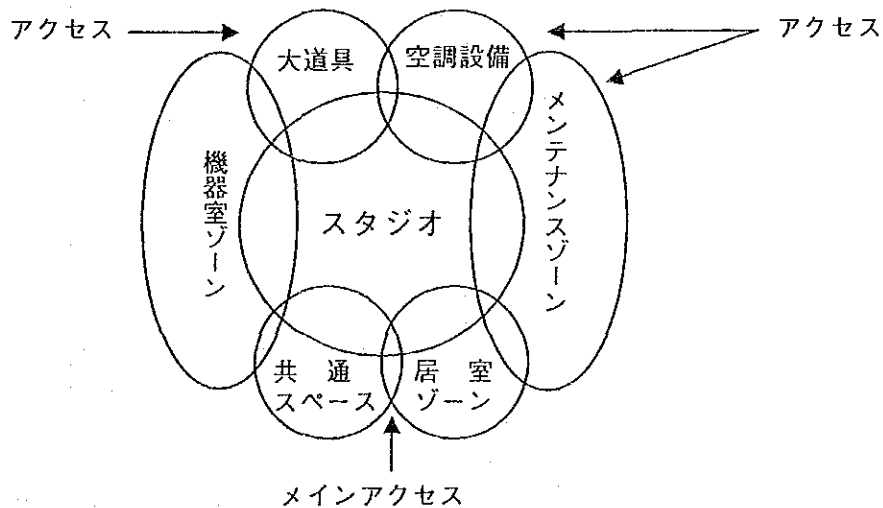 アクセス
アクセス
大道具
空調設備
機器室ゾーン
メンテナンスゾーン
スタジオ
共通
スペース
居室
ゾーン
メインアクセス